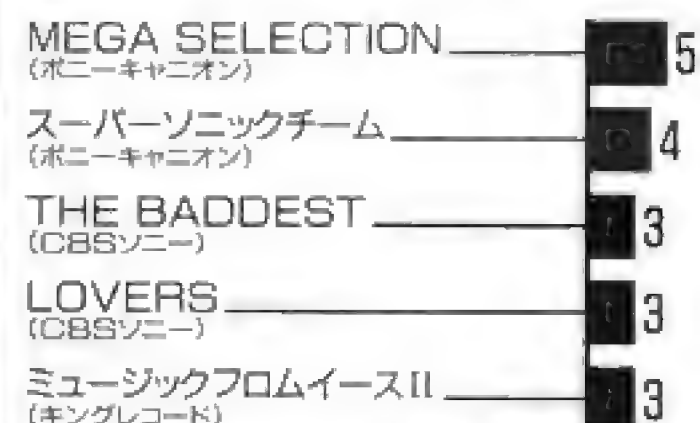 MEGA SELECTION 5
(ポニーキャニオン)
スーパーソニックチーム 4
(ポニーキャニオン)
THE BADDEST 3
(CBSソニー)
LOVERS 3
(CBSソニー)
ミュージックフロムイースII 3
(キングレコード)